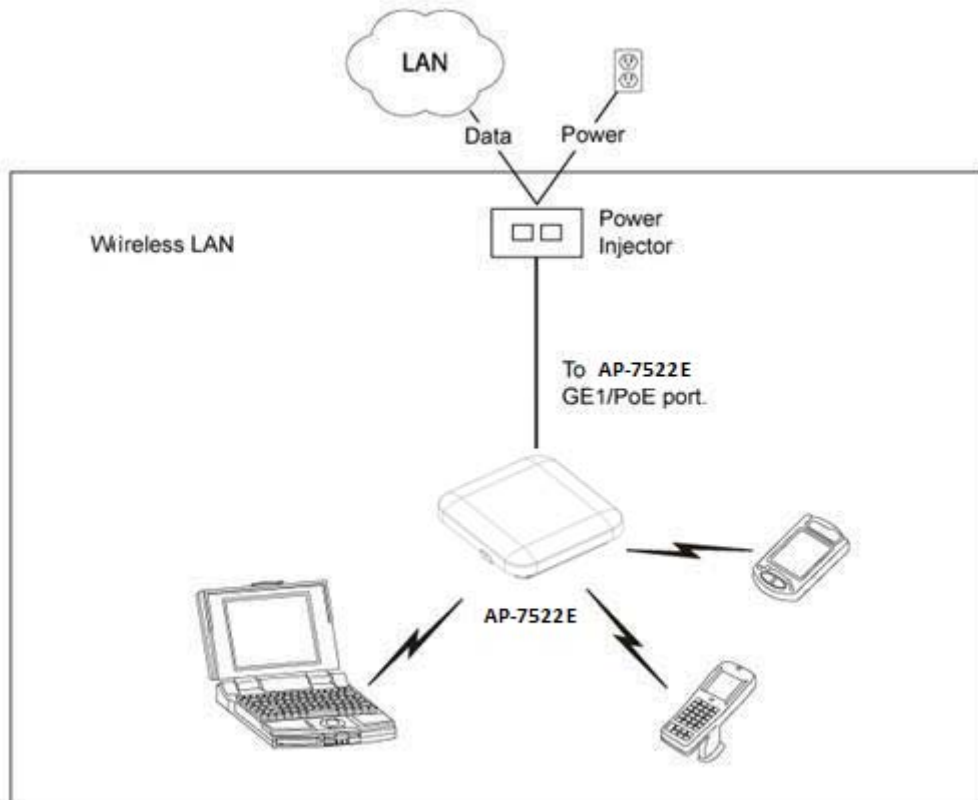 LAN
Data
Power
Power
Injector
Wireless LAN
To AP-7522E
GE1/PoE port.
AP-7522E